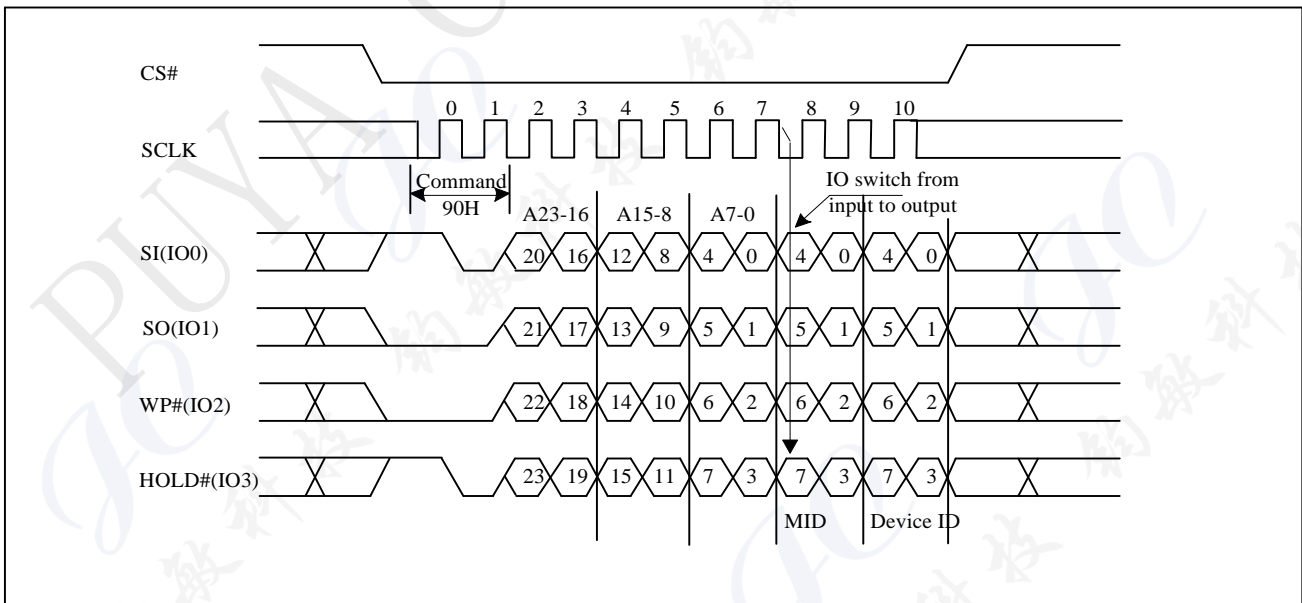 CS#
0 1 2 3 4 5 6 7 8 9 10
SCLK
Command
90H
IO switch from
input to output
A23-16 A15-8 A7-0
SI(IO0) 20 16 12 8 4 0 4 0 4 0
SO(IO1) 21 17 13 9 5 1 5 1 5 1
WP#(IO2) 22 18 14 10 6 2 6 2 6 2
HOLD#(IO3) 23 19 15 11 7 3 7 3 7 3
MID Device ID
PUYA